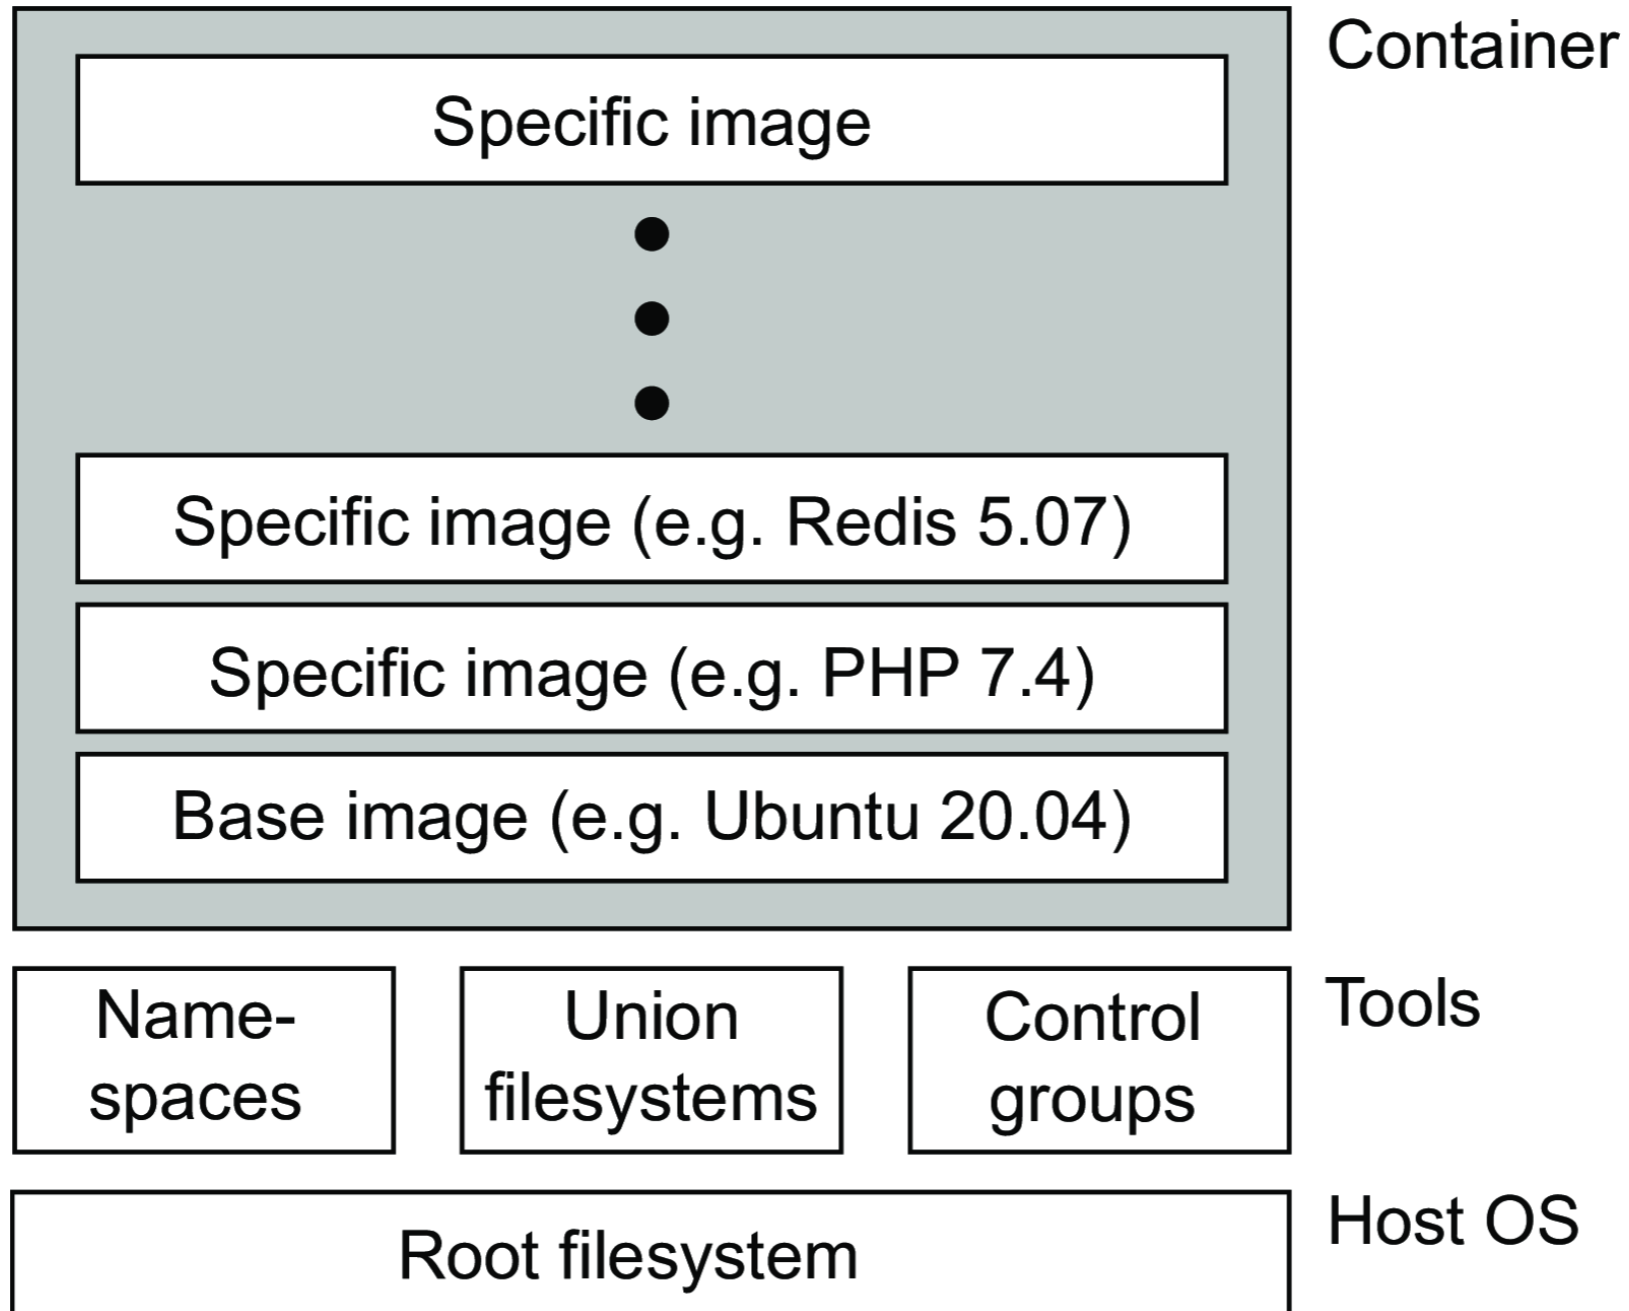 Container
Specific image
Specific image (e.g. Redis 5.07)
Specific image (e.g. PHP 7.4)
Base image (e.g. Ubuntu 20.04)
Name-
spaces
Union
filesystems
Control
groups
Tools
Root filesystem
Host OS